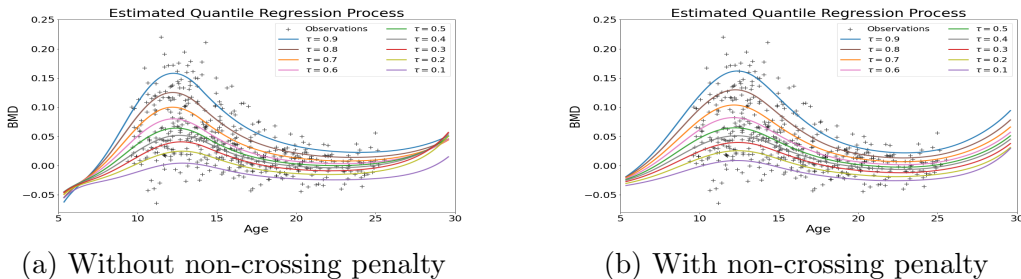 Estimated Quantile Regression Process
0.25
0.20
0.15
0.10
0.05
0.00
−0.05
BMD
Observations
τ = 0.9
τ = 0.8
τ = 0.7
τ = 0.6
τ = 0.5
τ = 0.4
τ = 0.3
τ = 0.2
τ = 0.1
5 10 15 20 25 30
Age
(a) Without non-crossing penalty
Estimated Quantile Regression Process
0.25
0.20
0.15
0.10
0.05
0.00
−0.05
BMD
Observations
τ = 0.9
τ = 0.8
τ = 0.7
τ = 0.6
τ = 0.5
τ = 0.4
τ = 0.3
τ = 0.2
τ = 0.1
5 10 15 20 25 30
Age
(b) With non-crossing penalty